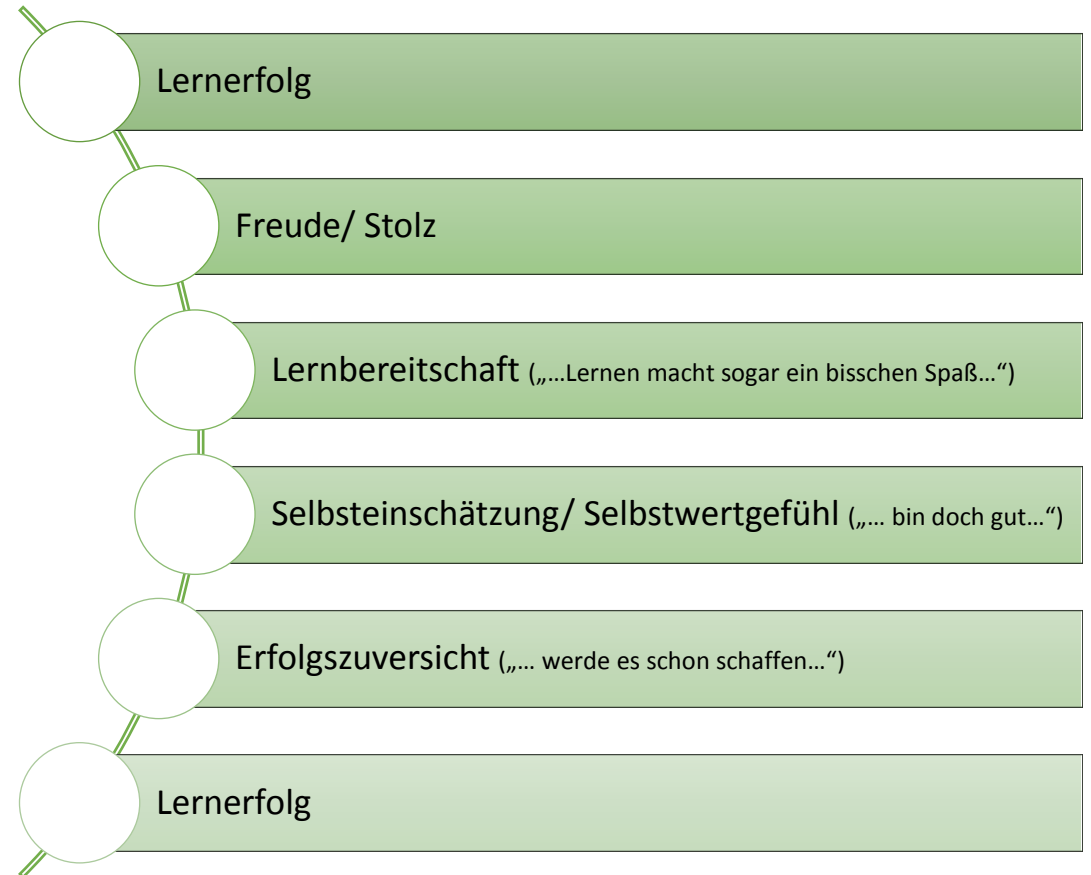 Lernerfolg
Freude/ Stolz
Lernbereitschaft („…Lernen macht sogar ein bisschen Spaß…“)
Selbsteinschätzung/ Selbstwertgefühl („… bin doch gut…“)
Erfolgszuversicht („… werde es schon schaffen…“)
Lernerfolg